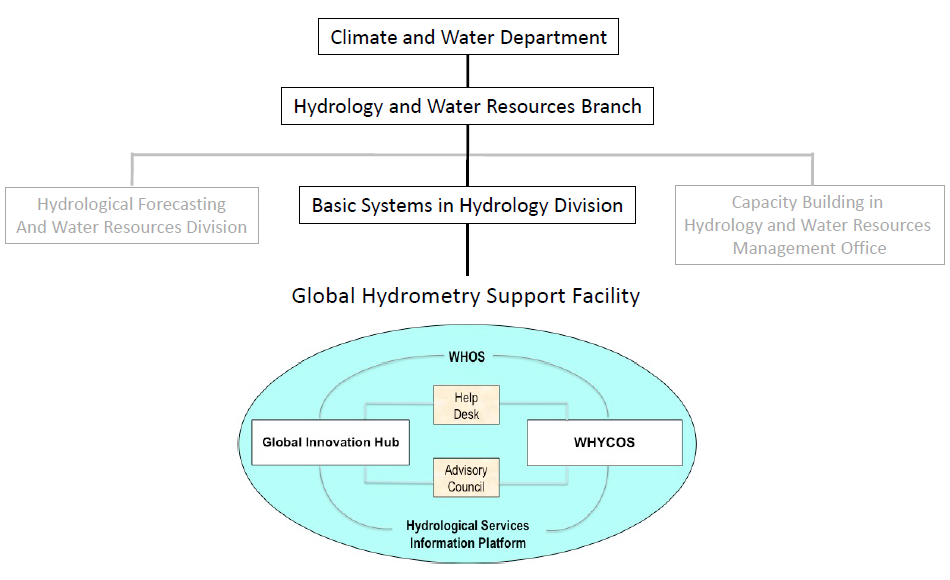 Climate and Water Department
Hydrology and Water Resources Branch
Hydrological Forecasting
And Water Resources Division
Basic Systems in Hydrology Division
Capacity Building in
Hydrology and Water Resources
Management Office
Global Hydrometry Support Facility
WHOS
Help
Desk
Global Innovation Hub
WHYCOS
Advisory
Council
Hydrological Services
Information Platform